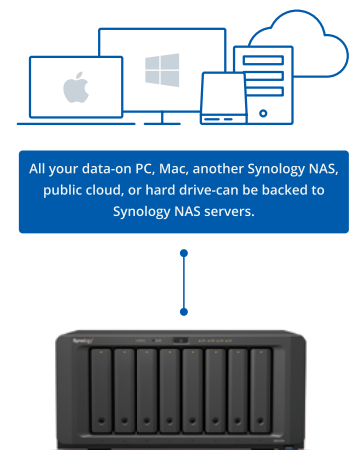 All your data-on PC, Mac, another Synology NAS,
public cloud, or hard drive-can be backed to
Synology NAS servers.
Synology